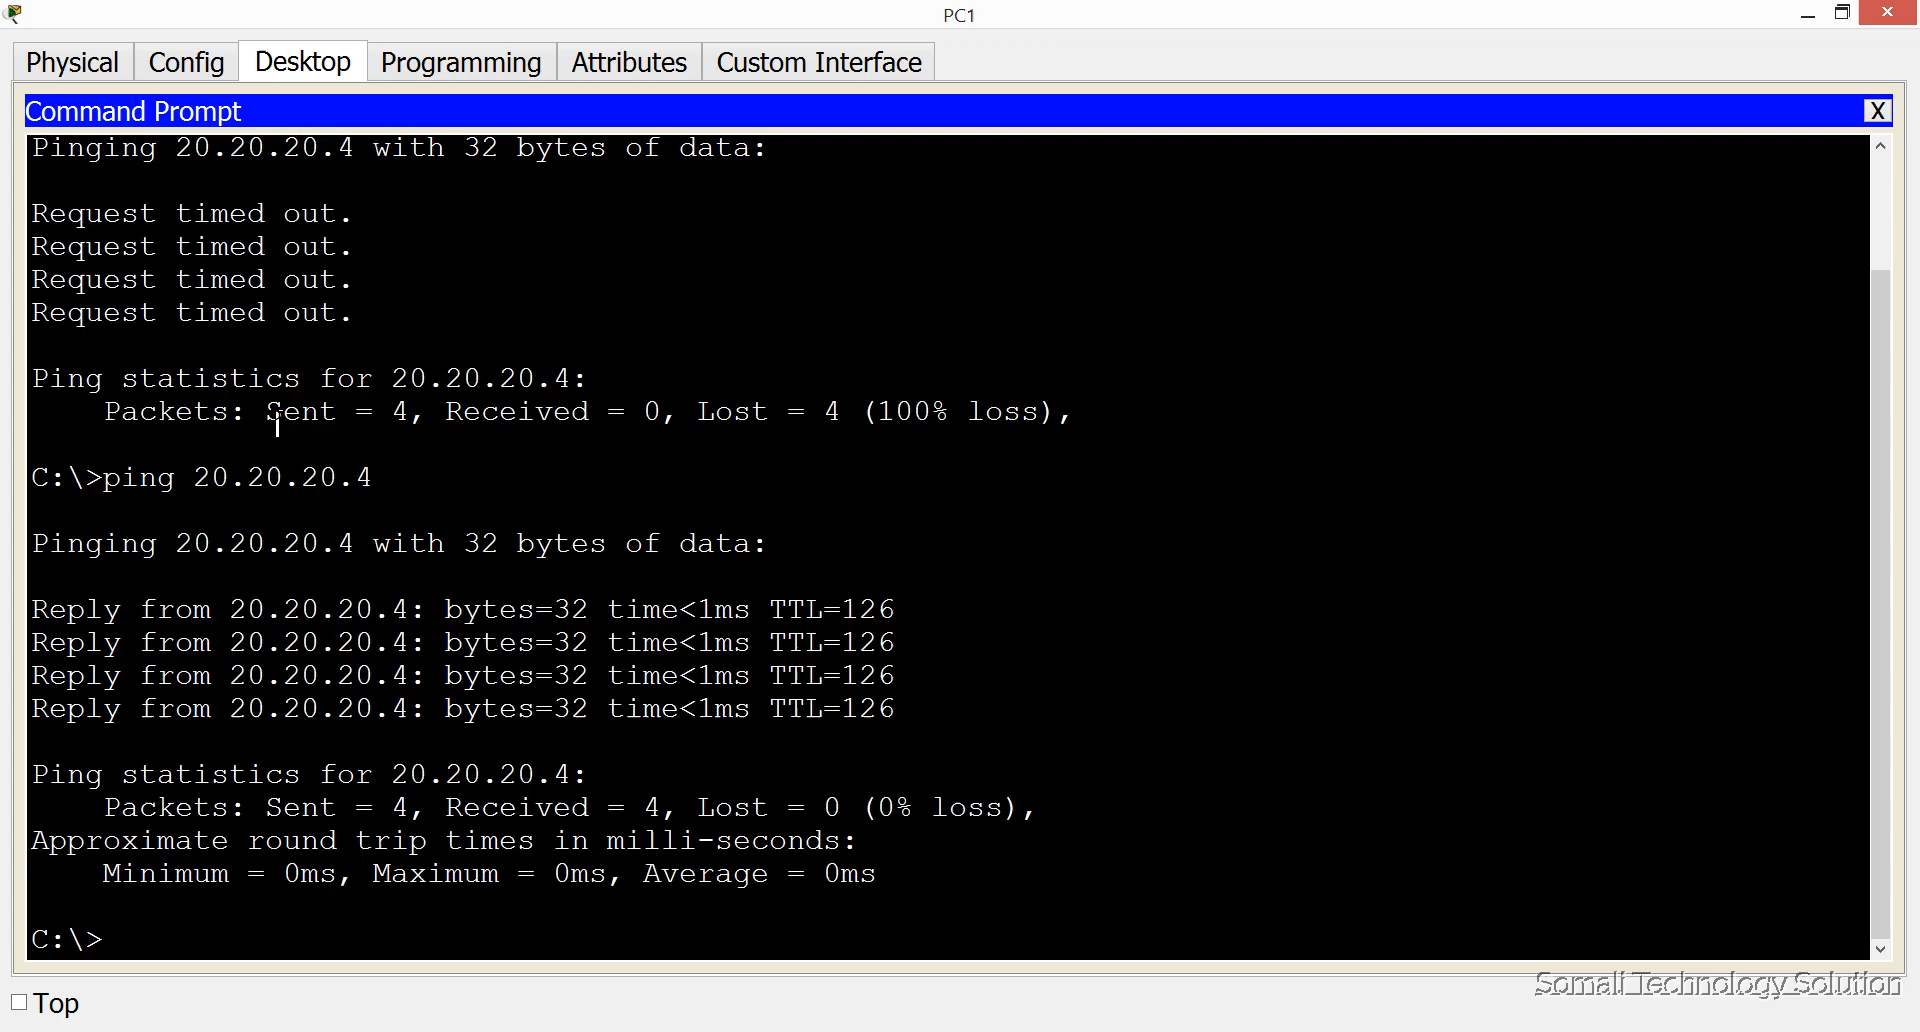 PC1
Physical Config Desktop Programming Attributes Custom Interface
Command Prompt X
Pinging 20.20.20.4 with 32 bytes of data:
Request timed out.
Request timed out.
Request timed out.
Request timed out.
Ping statistics for 20.20.20.4:
Packets: Sent = 4, Received = 0, Lost = 4 (100% loss),
C:\>ping 20.20.20.4
Pinging 20.20.20.4 with 32 bytes of data:
Reply from 20.20.20.4: bytes=32 time<1ms TTL=126
Reply from 20.20.20.4: bytes=32 time<1ms TTL=126
Reply from 20.20.20.4: bytes=32 time<1ms TTL=126
Reply from 20.20.20.4: bytes=32 time<1ms TTL=126
Ping statistics for 20.20.20.4:
Packets: Sent = 4, Received = 4, Lost = 0 (0% loss),
Approximate round trip times in milli-seconds:
Minimum = 0ms, Maximum = 0ms, Average = 0ms
C:\>
Somali Technology Solution
Top